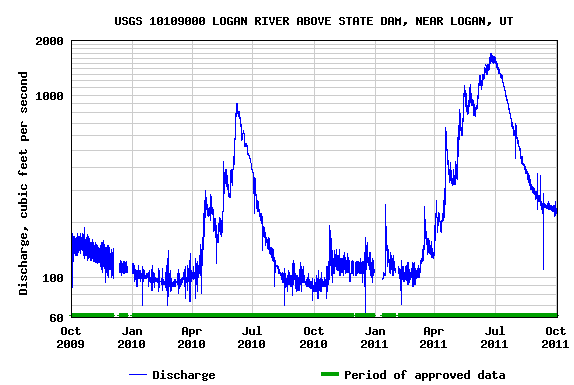 USGS 10109000 LOGAN RIVER ABOVE STATE DAM, NEAR LOGAN, UT
Discharge, cubic feet per second
2000
1000
100
60
Oct Jan Apr Jul Oct Jan Apr Jul Oct
2009 2010 2010 2010 2010 2011 2011 2011 2011
Discharge Period of approved data